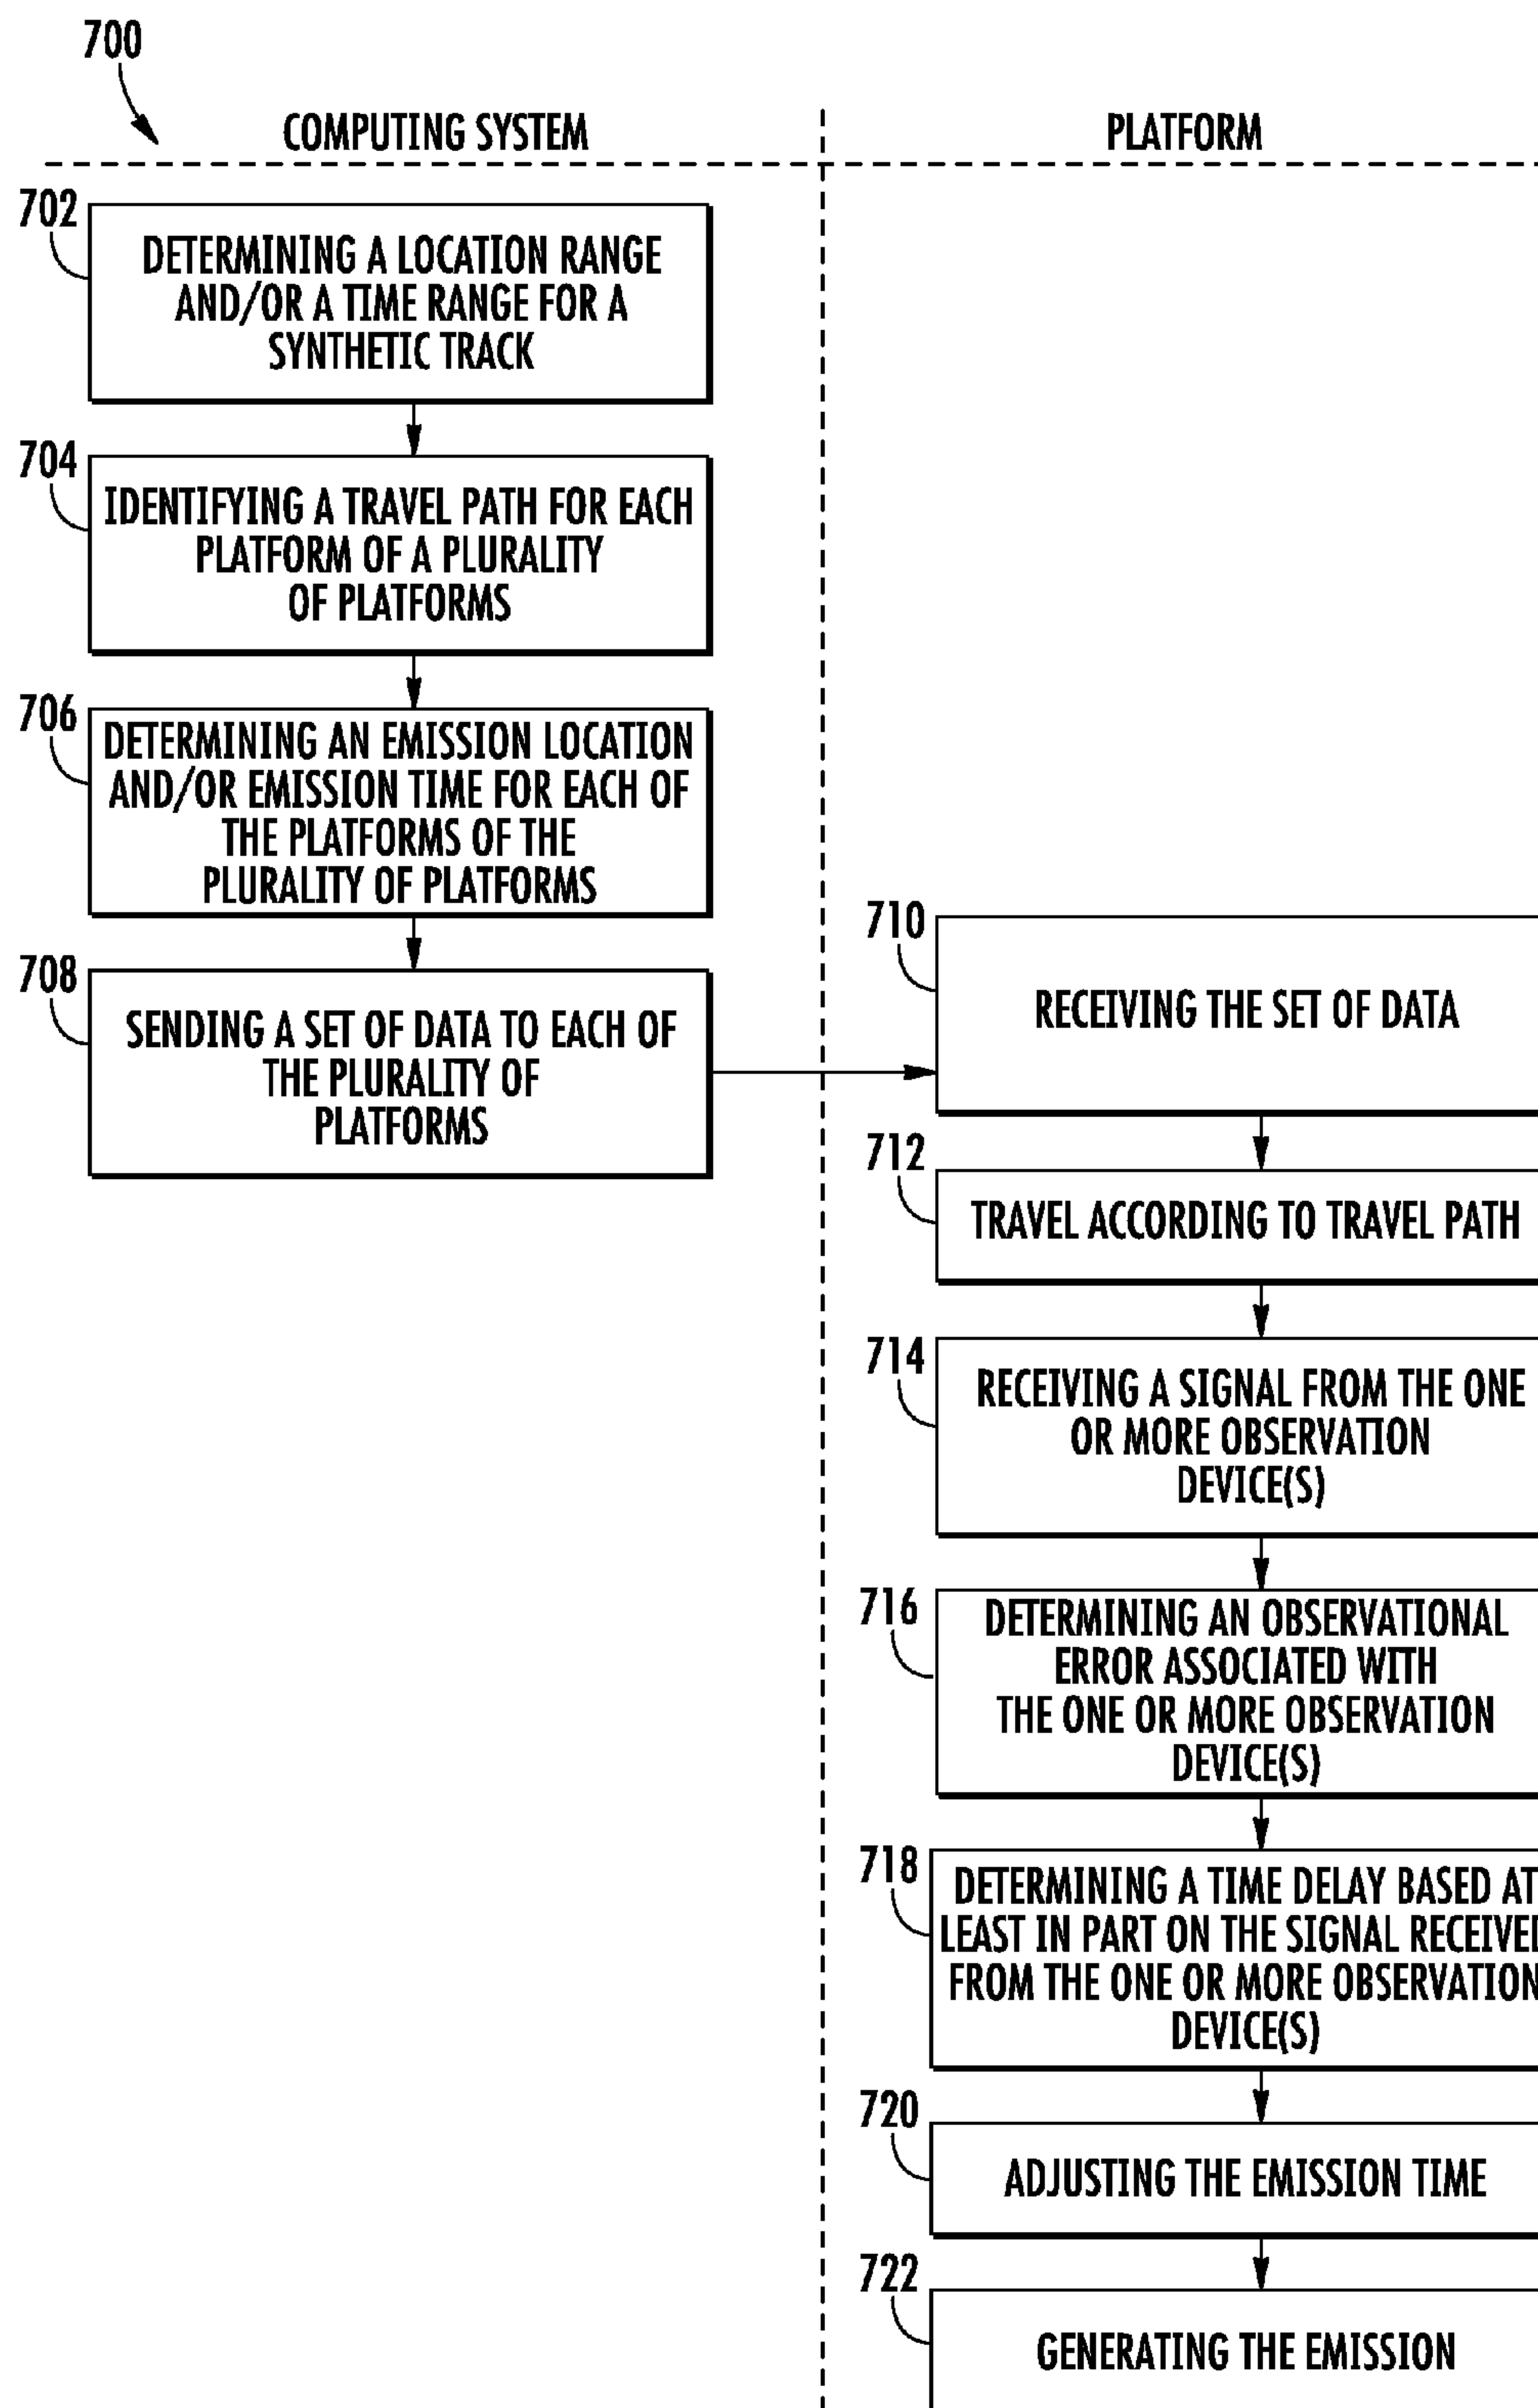 700
COMPUTING SYSTEM
PLATFORM
702
DETERMINING A LOCATION RANGE
AND/OR A TIME RANGE FOR A
SYNTHETIC TRACK
704
IDENTIFYING A TRAVEL PATH FOR EACH
PLATFORM OF A PLURALITY
OF PLATFORMS
706
DETERMINING AN EMISSION LOCATION
AND/OR EMISSION TIME FOR EACH OF
THE PLATFORMS OF THE
PLURALITY OF PLATFORMS
708
SENDING A SET OF DATA TO EACH OF
THE PLURALITY OF
PLATFORMS
710
RECEIVING THE SET OF DATA
712
TRAVEL ACCORDING TO TRAVEL PATH
714
RECEIVING A SIGNAL FROM THE ONE
OR MORE OBSERVATION
DEVICE(S)
716
DETERMINING AN OBSERVATIONAL
ERROR ASSOCIATED WITH
THE ONE OR MORE OBSERVATION
DEVICE(S)
718
DETERMINING A TIME DELAY BASED AT
LEAST IN PART ON THE SIGNAL RECEIVED
FROM THE ONE OR MORE OBSERVATION
DEVICE(S)
720
ADJUSTING THE EMISSION TIME
722
GENERATING THE EMISSION